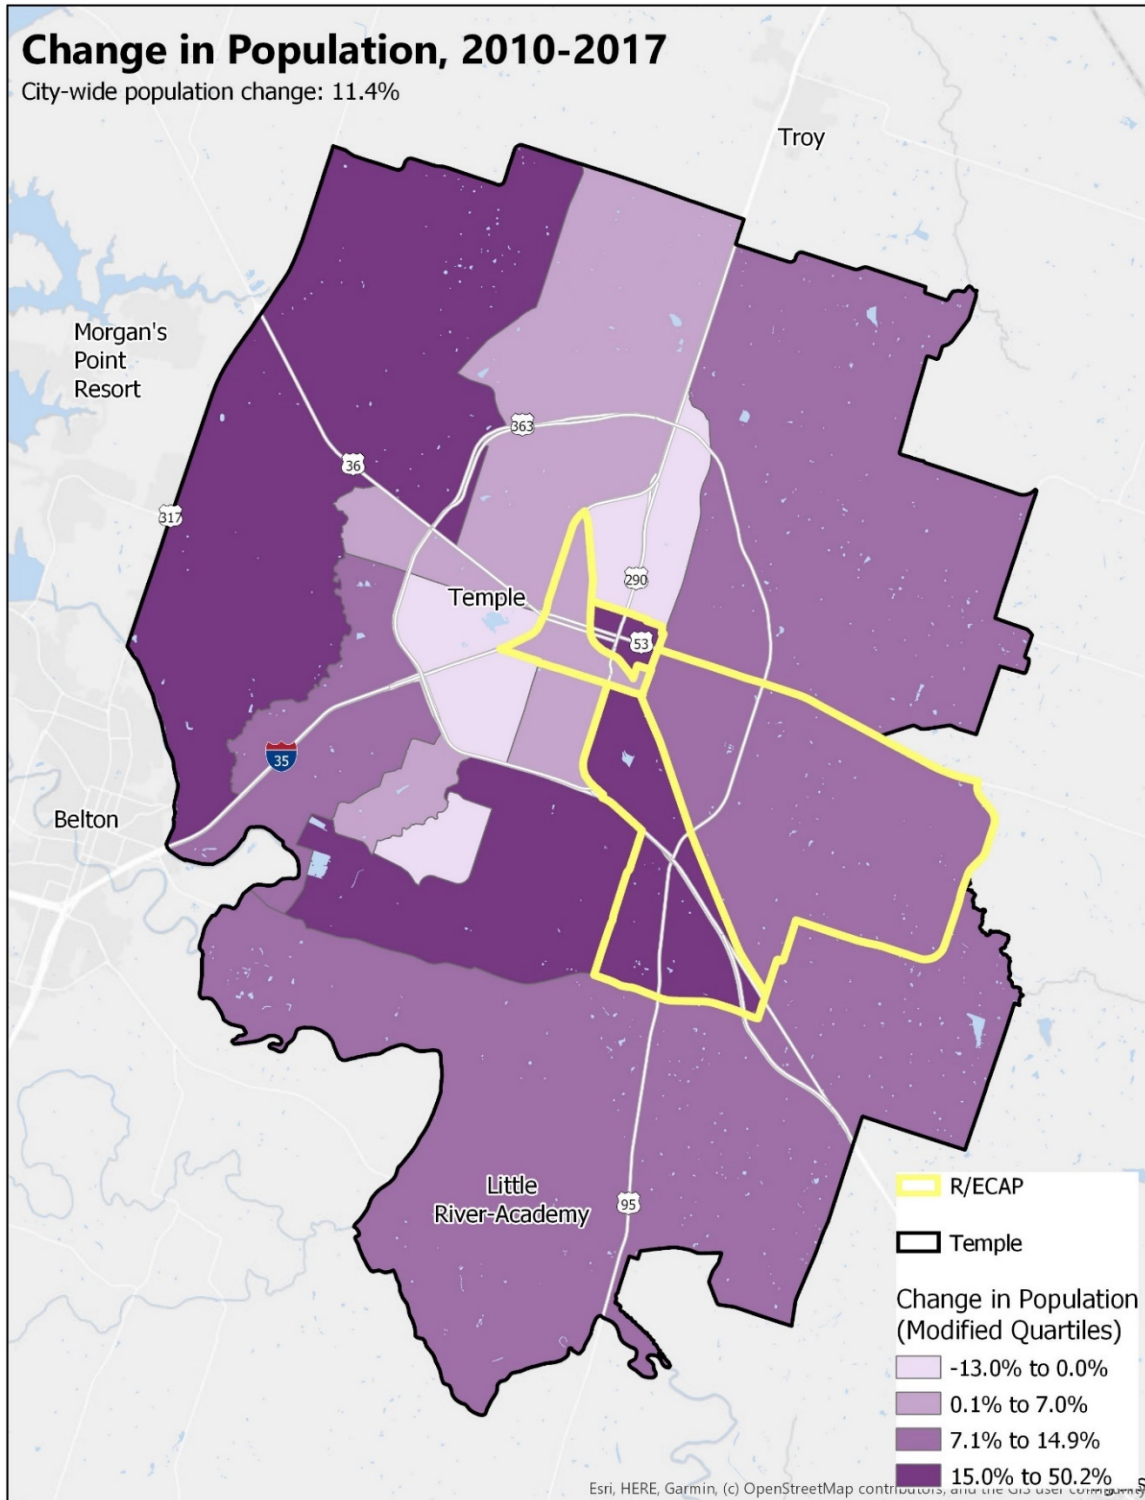 Change in Population, 2010-2017
City-wide population change: 11.4%
Troy
Morgan's
Point
Resort
363
36
317
290
Temple
53
35
Belton
Little
River-Academy
95
R/ECAP
Temple
Change in Population
(Modified Quartiles)
-13.0% to 0.0%
0.1% to 7.0%
7.1% to 14.9%
15.0% to 50.2%
Esri, HERE, Garmin, (c) OpenStreetMap contributors, and the GIS user